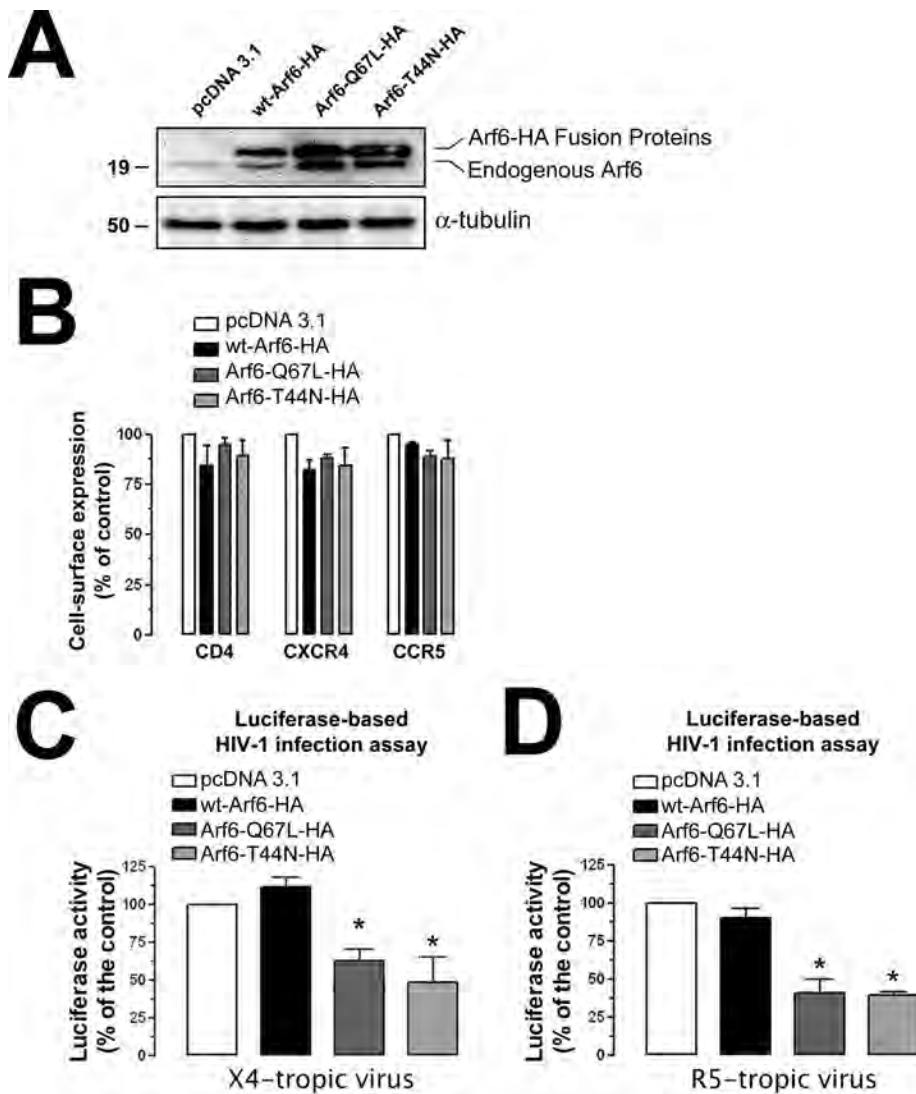 A
pcDNA 3.1
wt-Arf6-HA
Arf6-Q67L-HA
Arf6-T44N-HA
Arf6-HA Fusion Proteins
19
Endogenous Arf6
50
α-tubulin
B
pcDNA 3.1
wt-Arf6-HA
Arf6-Q67L-HA
Arf6-T44N-HA
Cell-surface expression
(% of control)
100
75
50
25
0
CD4 CXCR4 CCR5
C
Luciferase-based
HIV-1 infection assay
pcDNA 3.1
wt-Arf6-HA
Arf6-Q67L-HA
Arf6-T44N-HA
Luciferase activity
(% of the control)
125
100
75
50
25
0
* *
X4-tropic virus
D
Luciferase-based
HIV-1 infection assay
pcDNA 3.1
wt-Arf6-HA
Arf6-Q67L-HA
Arf6-T44N-HA
Luciferase activity
(% of the control)
125
100
75
50
25
0
* *
R5-tropic virus